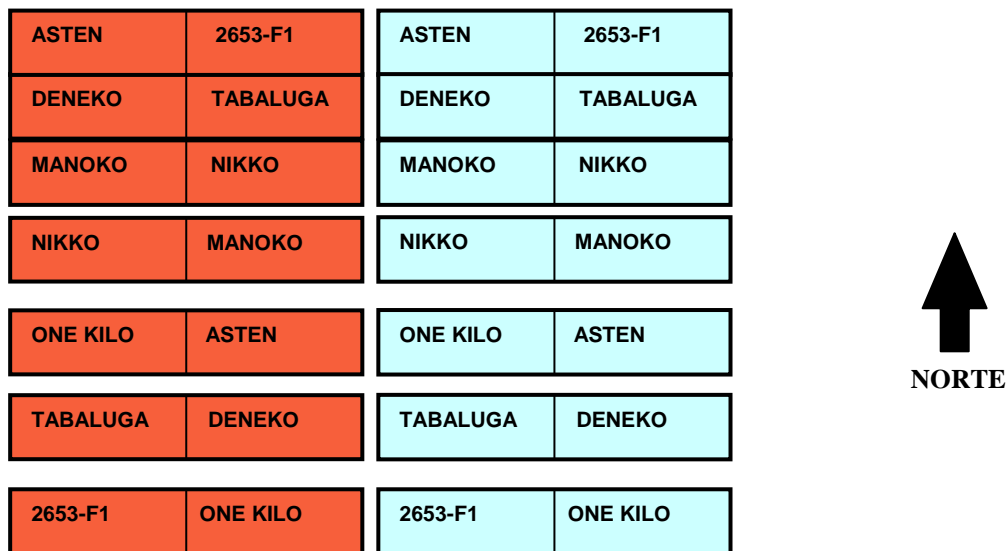 ASTEN 2653-F1 ASTEN 2653-F1
DENEKO TABALUGA DENEKO TABALUGA
MANOKO NIKKO MANOKO NIKKO
NIKKO MANOKO NIKKO MANOKO
ONE KILO ASTEN ONE KILO ASTEN
NORTE
TABALUGA DENEKO TABALUGA DENEKO
2653-F1 ONE KILO 2653-F1 ONE KILO